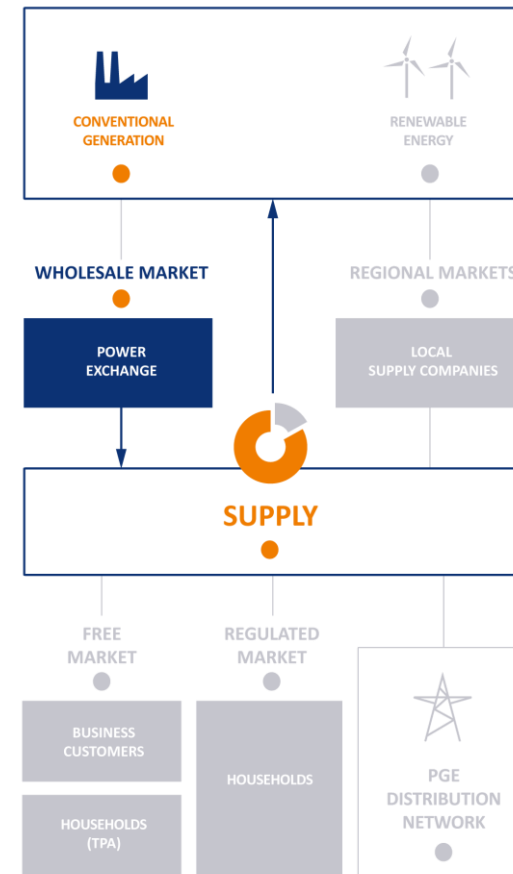 CONVENTIONAL
GENERATION
RENEWABLE
ENERGY
WHOLESALE MARKET
REGIONAL MARKETS
POWER
EXCHANGE
LOCAL
SUPPLY COMPANIES
SUPPLY
FREE
MARKET
REGULATED
MARKET
BUSINESS
CUSTOMERS
HOUSEHOLDS
HOUSEHOLDS
(TPA)
PGE
DISTRIBUTION
NETWORK